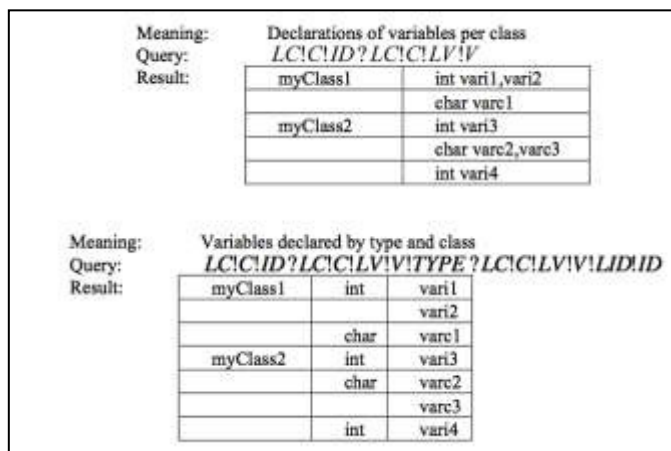 Meaning: Declarations of variables per class
Query: LC!C!ID?LC!C!LV!V
Result: myClass1 int vari1,vari2
char varc1
myClass2 int vari3
char varc2,varc3
int vari4
Meaning: Variables declared by type and class
Query: LC!C!ID?LC!C!LV!V!TYPE?LC!C!LV!V!LID!ID
Result: myClass1 int vari1
vari2
char varc1
myClass2 int vari3
char varc2
varc3
int vari4